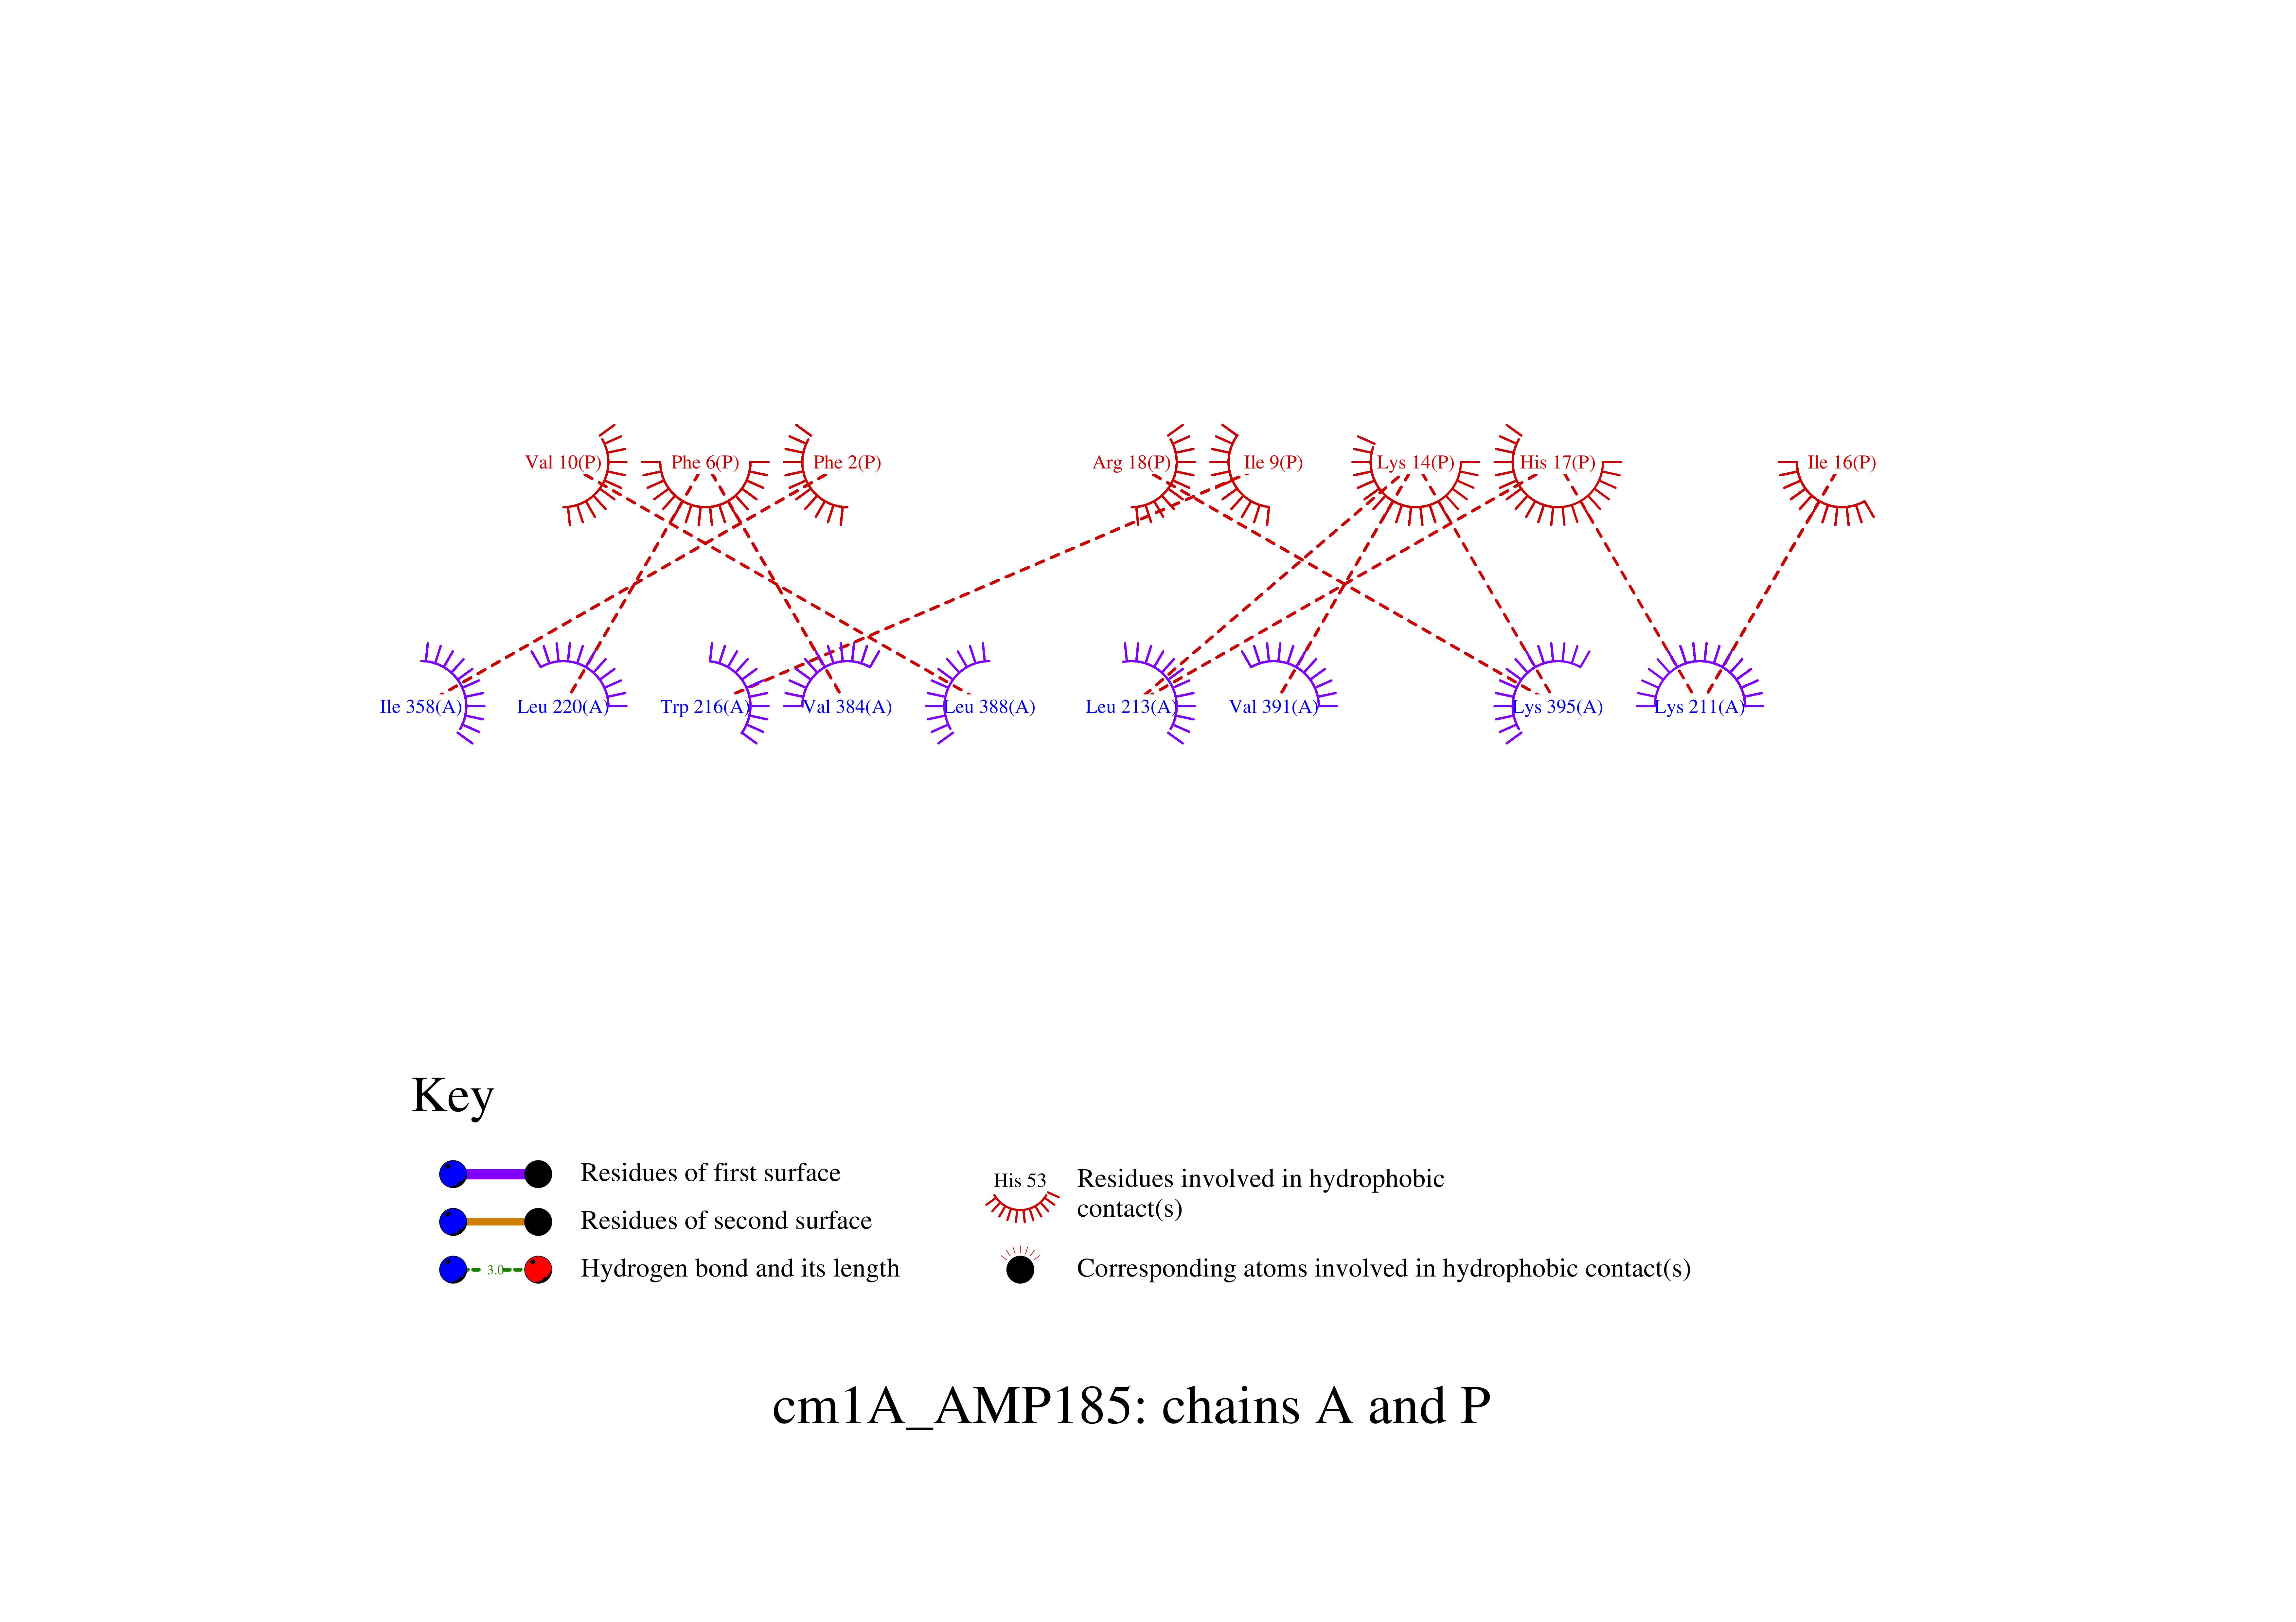 Val 10(P) Phe 6(P) Phe 2(P) Arg 18(P) Ile 9(P) Lys 14(P) His 17(P) Ile 16(P)
Ile 358(A) Leu 220(A) Trp 216(A) Val 384(A) Leu 388(A) Leu 213(A) Val 391(A) Lys 395(A) Lys 211(A)
Key
Residues of first surface
Residues of second surface
3.0 Hydrogen bond and its length
His 53 Residues involved in hydrophobic
contact(s)
Corresponding atoms involved in hydrophobic contact(s)
cm1A_AMP185: chains A and P